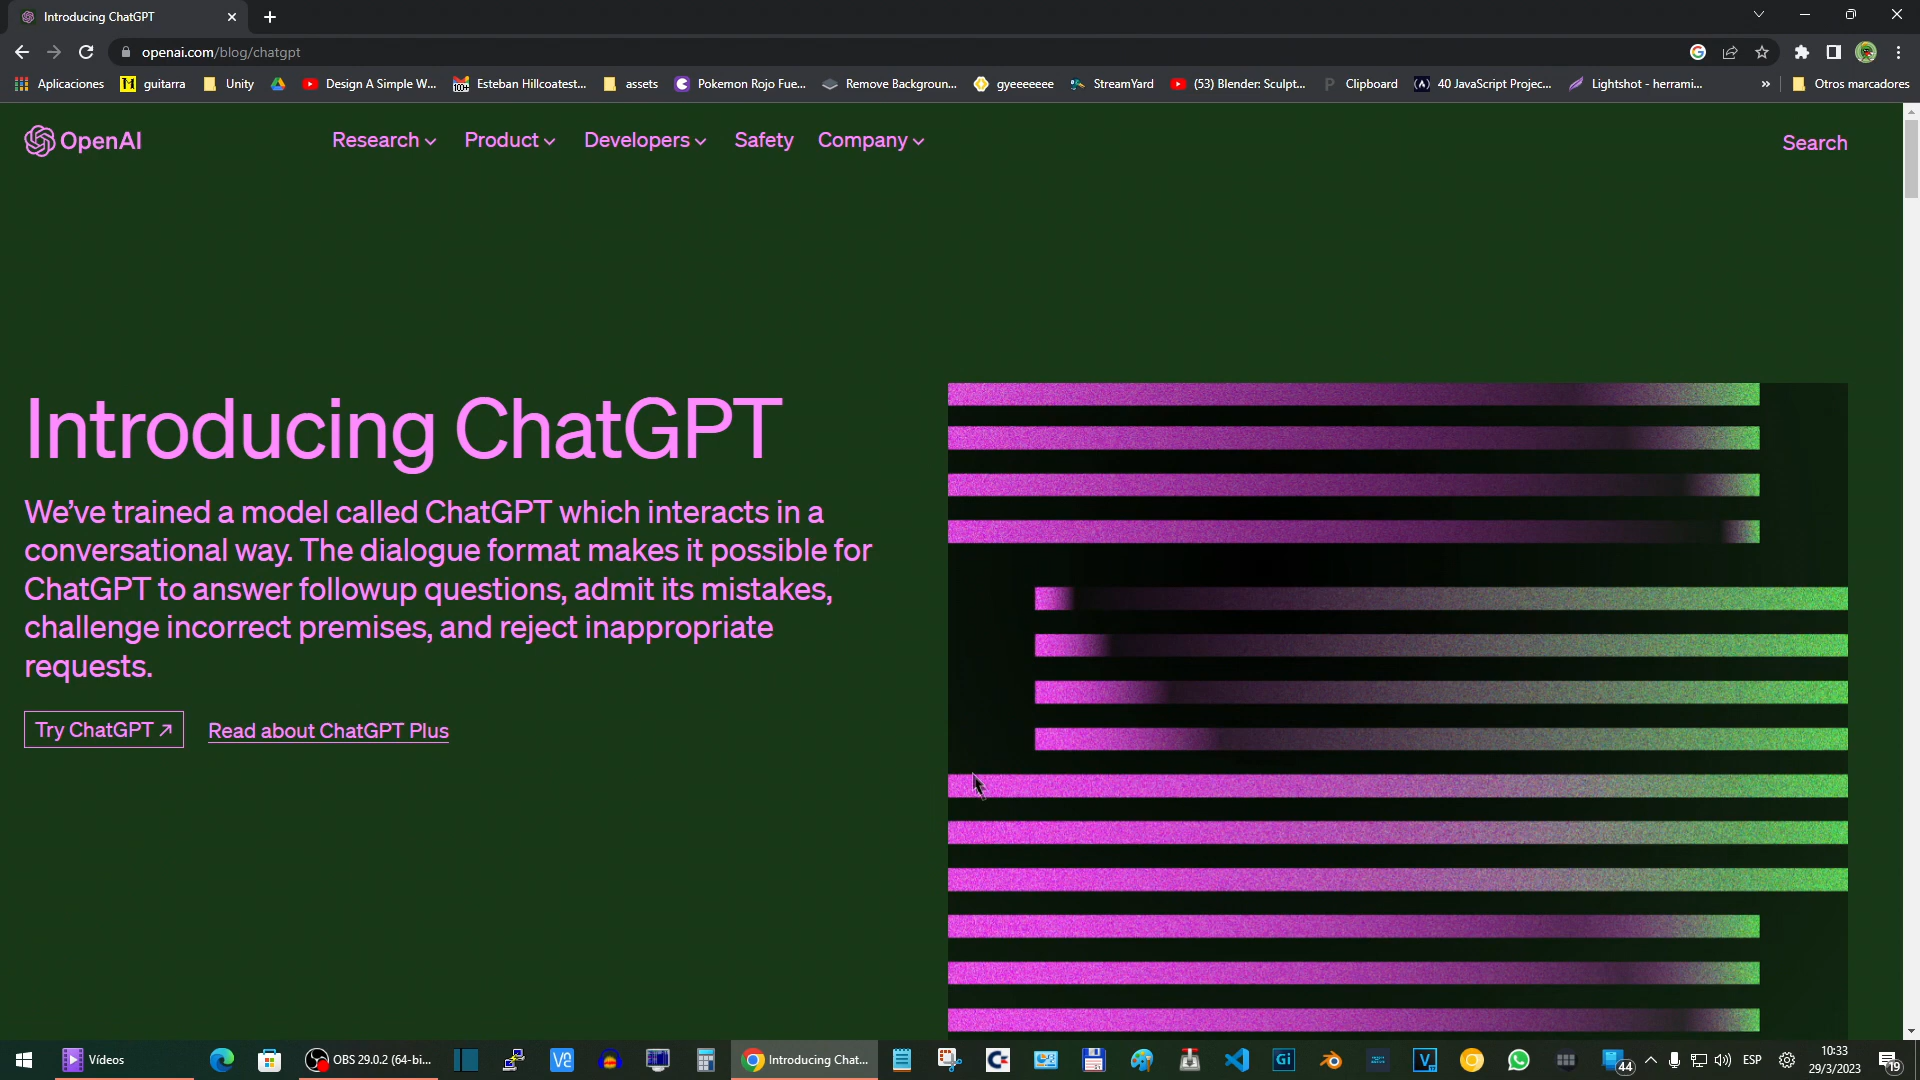 Introducing ChatGPT
openai.com/blog/chatgpt
Aplicaciones
guitarra
Unity
Design A Simple W...
Esteban Hillcoatest...
assets
Pokemon Rojo Fue...
Remove Backgroun...
gyeeeeeee
StreamYard
(53) Blender: Sculpt...
Clipboard
40 JavaScript Projec...
Lightshot - herrami...
»
Otros marcadores
OpenAI
Research
Product
Developers
Safety
Company
Search
Introducing ChatGPT
We've trained a model called ChatGPT which interacts in a
conversational way. The dialogue format makes it possible for
ChatGPT to answer followup questions, admit its mistakes,
challenge incorrect premises, and reject inappropriate
requests.
Try ChatGPT ↗
Read about ChatGPT Plus
Vídeos
OBS 29.0.2 (64-bi...
Introducing Chat...
Gi
44
ESP
10:33
29/3/2023
19